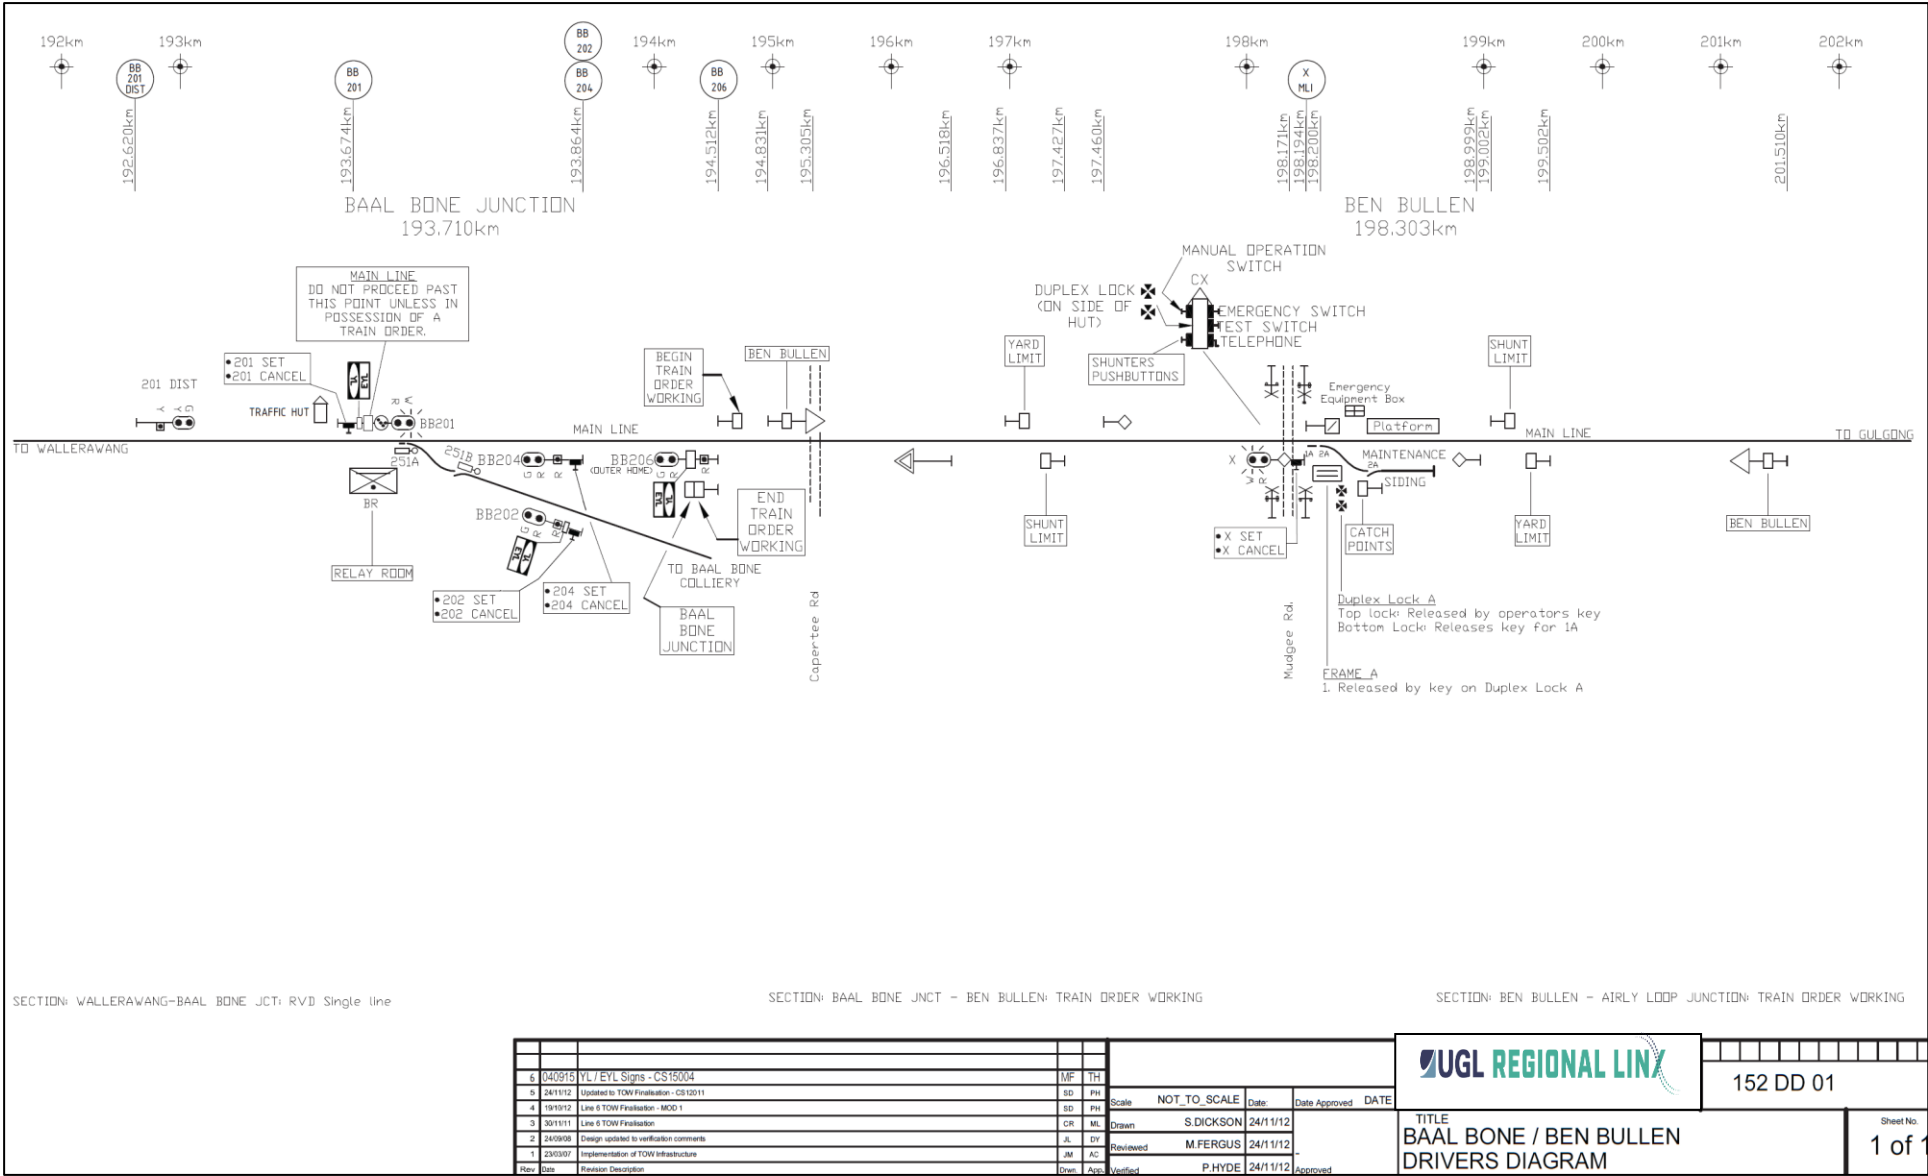 192km
193km
194km
195km
196km
197km
198km
199km
200km
201km
202km
BB
201
DIST
BB
201
BB
202
BB
204
BB
206
X
MLI
192.620km
193.674km
193.864km
194.512km
194.831km
195.305km
196.518km
196.837km
197.427km
197.460km
198.171km
198.194km
198.200km
198.999km
199.002km
199.502km
201.510km
BAAL BONE JUNCTION
193.710km
BEN BULLEN
198.303km
MAIN LINE
DO NOT PROCEED PAST
THIS POINT UNLESS IN
POSSESSION OF A
TRAIN ORDER.
MANUAL OPERATION
SWITCH
CX
DUPLEX LOCK
(ON SIDE OF
HUT)
EMERGENCY SWITCH
TEST SWITCH
TELEPHONE
SHUNTERS
PUSHBUTTONS
201 SET
201 CANCEL
201 DIST
Y
Y
G
TRAFFIC HUT
YL
EYL
R
W
BB201
BEGIN
TRAIN
ORDER
WORKING
BEN BULLEN
YARD
LIMIT
SHUNT
LIMIT
Emergency
Equipment Box
Platform
TO WALLERAWANG
MAIN LINE
MAIN LINE
TO GULGONG
251A
251B
BB204
G
R
R
BB206
(OUTER HOME)
G
R
R
YL
EYL
X
W
R
1A
2A
MAINTENANCE
2A
SIDING
BR
RELAY ROOM
BB202
G
R
R
YL
EYL
END
TRAIN
ORDER
WORKING
SHUNT
LIMIT
X SET
X CANCEL
CATCH
POINTS
YARD
LIMIT
BEN BULLEN
TO BAAL BONE
COLLIERY
202 SET
202 CANCEL
204 SET
204 CANCEL
BAAL
BONE
JUNCTION
Capertee Rd
Mudgee Rd.
Duplex Lock A
Top lock: Released by operators key
Bottom Lock: Releases key for 1A
FRAME A
1. Released by key on Duplex Lock A
SECTION: WALLERAWANG-BAAL BONE JCT: RVD Single line
SECTION: BAAL BONE JNCT - BEN BULLEN: TRAIN ORDER WORKING
SECTION: BEN BULLEN - AIRLY LOOP JUNCTION: TRAIN ORDER WORKING
6 040915 YL / EYL Signs - CS15004 MF TH
5 24/11/12 Updated to TOW Finalisation - CS12011 SD PH
4 19/10/12 Line 6 TOW Finalisation - MOD 1 SD PH
3 30/11/11 Line 6 TOW Finalisation CR ML
2 24/09/08 Design updated to verification comments JL DY
1 23/03/07 Implementation of TOW Infrastructure JM AC
Rev Date Revision Description Drwn. App.
Scale NOT_TO_SCALE Date: Date Approved DATE
Drawn S.DICKSON 24/11/12
Reviewed M.FERGUS 24/11/12 -
Verified P.HYDE 24/11/12 Approved
UGL REGIONAL LINX
152 DD 01
TITLE
BAAL BONE / BEN BULLEN
DRIVERS DIAGRAM
Sheet No.
1 of 1